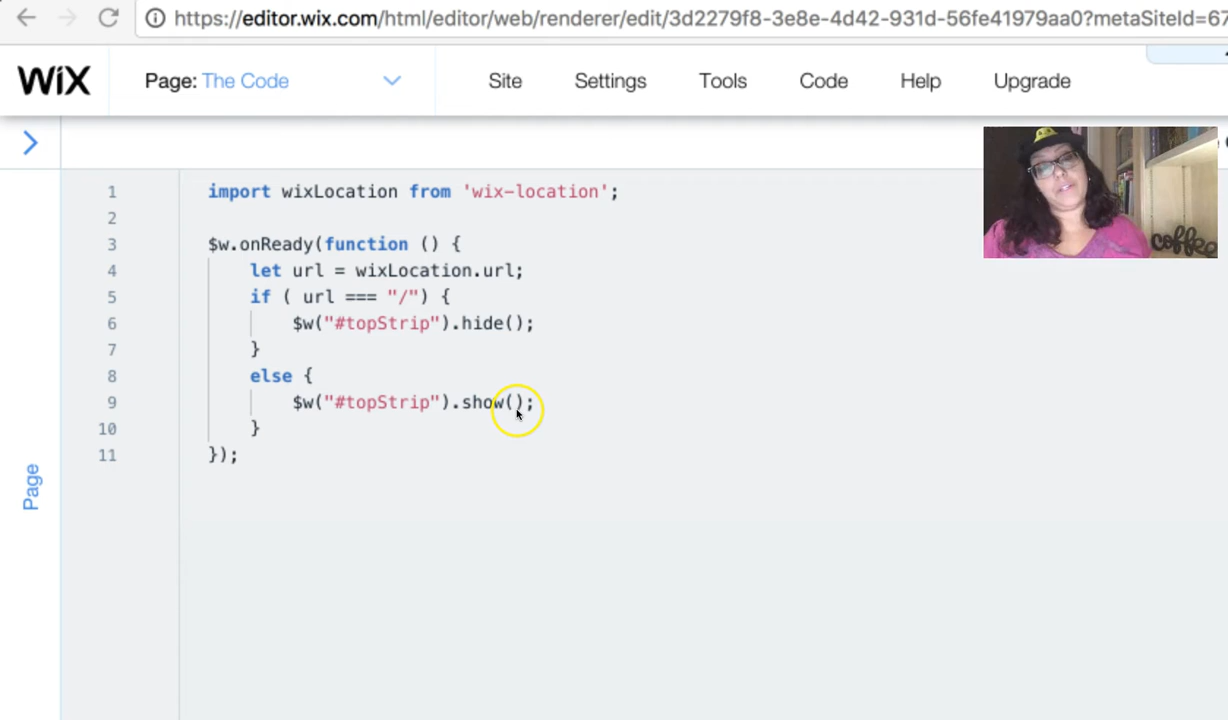 https://editor.wix.com/html/editor/web/renderer/edit/3d2279f8-3e8e-4d42-931d-56fe41979aa0?metaSiteId=67
WiX Page: The Code Site Settings Tools Code Help Upgrade
coffee
1 import wixLocation from 'wix-location';
2
3 $w.onReady(function () {
4 let url = wixLocation.url;
5 if ( url === "/") {
6 $w("#topStrip").hide();
7 }
8 else {
9 $w("#topStrip").show();
10 }
11 });
Page